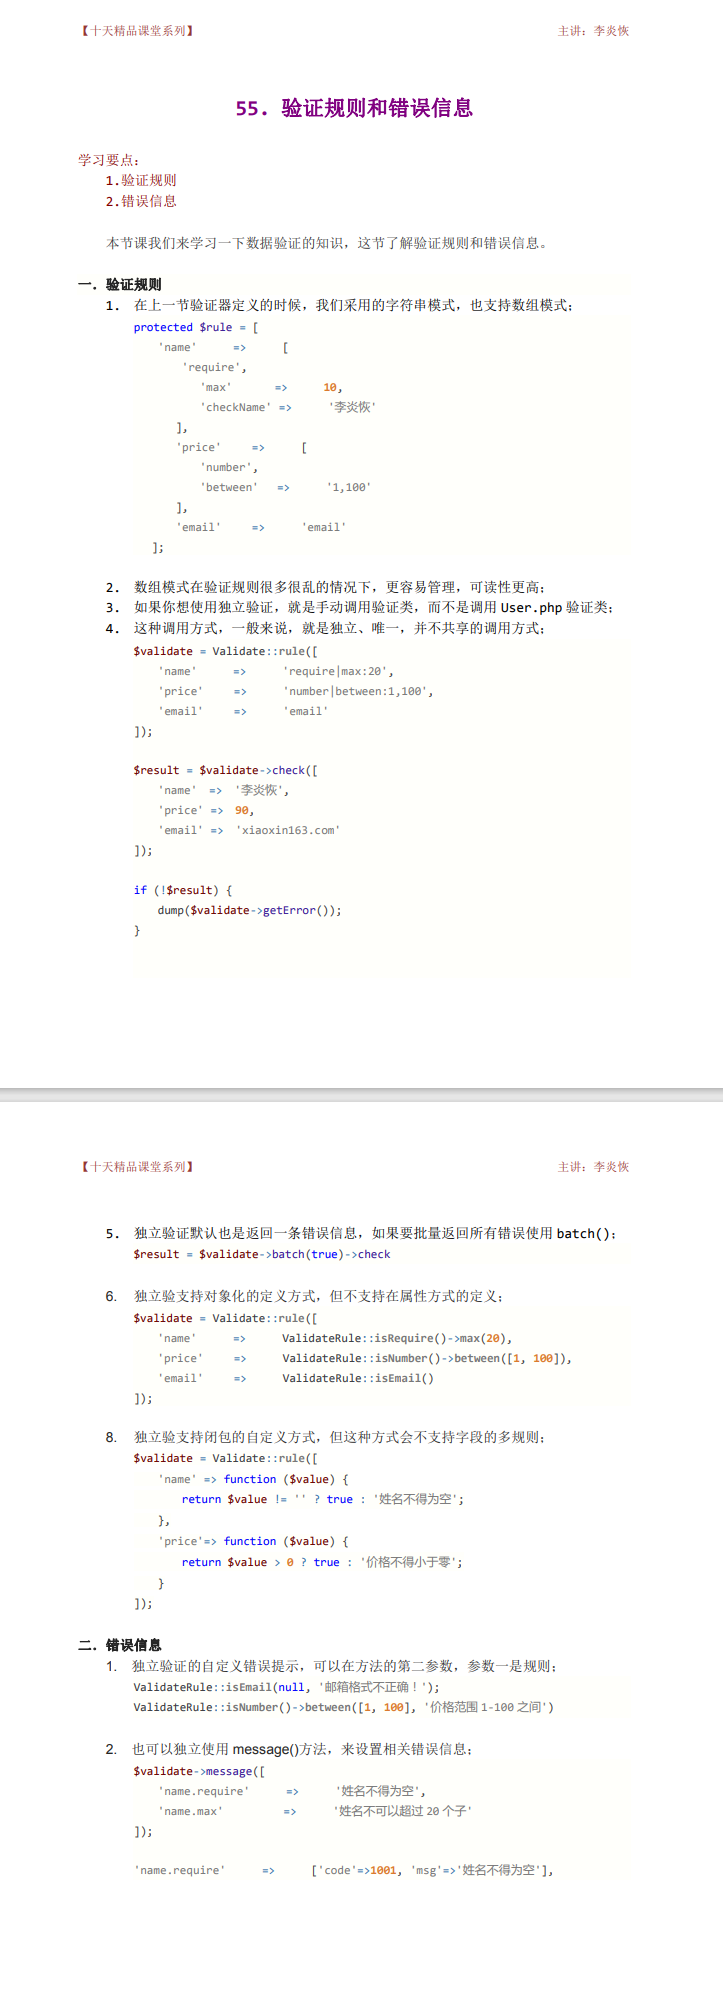 【十天精品课堂系列】 主讲：李炎恢
55．验证规则和错误信息
学习要点：
1.验证规则
2.错误信息
本节课我们来学习一下数据验证的知识，这节了解验证规则和错误信息。
一．验证规则
1. 在上一节验证器定义的时候，我们采用的字符串模式，也支持数组模式；
protected $rule = [
'name' => [
'require',
'max' => 10,
'checkName' => '李炎恢'
],
'price' => [
'number',
'between' => '1,100'
],
'email' => 'email'
];
2. 数组模式在验证规则很多很乱的情况下，更容易管理，可读性更高；
3. 如果你想使用独立验证，就是手动调用验证类，而不是调用 User.php 验证类；
4. 这种调用方式，一般来说，就是独立、唯一，并不共享的调用方式；
$validate = Validate::rule([
'name' => 'require|max:20',
'price' => 'number|between:1,100',
'email' => 'email'
]);
$result = $validate->check([
'name' => '李炎恢',
'price' => 90,
'email' => 'xiaoxin163.com'
]);
if (!$result) {
dump($validate->getError());
}
【十天精品课堂系列】 主讲：李炎恢
5. 独立验证默认也是返回一条错误信息，如果要批量返回所有错误使用 batch()；
$result = $validate->batch(true)->check
6. 独立验支持对象化的定义方式，但不支持在属性方式的定义；
$validate = Validate::rule([
'name' => ValidateRule::isRequire()->max(20),
'price' => ValidateRule::isNumber()->between([1, 100]),
'email' => ValidateRule::isEmail()
]);
8. 独立验支持闭包的自定义方式，但这种方式会不支持字段的多规则；
$validate = Validate::rule([
'name' => function ($value) {
return $value != '' ? true : '姓名不得为空';
},
'price'=> function ($value) {
return $value > 0 ? true : '价格不得小于零';
}
]);
二．错误信息
1. 独立验证的自定义错误提示，可以在方法的第二参数，参数一是规则；
ValidateRule::isEmail(null, '邮箱格式不正确！');
ValidateRule::isNumber()->between([1, 100], '价格范围 1-100 之间')
2. 也可以独立使用 message()方法，来设置相关错误信息；
$validate->message([
'name.require' => '姓名不得为空',
'name.max' => '姓名不可以超过 20 个子'
]);
'name.require' => ['code'=>1001, 'msg'=>'姓名不得为空'],